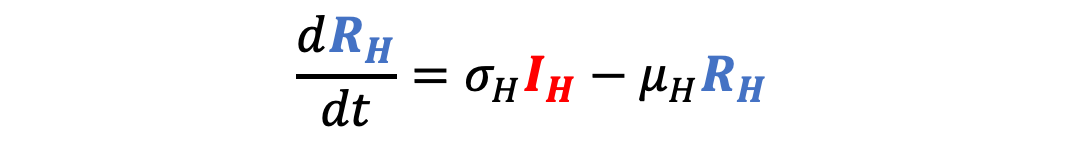 dR_H/dt = σ_H I_H − μ_H R_H